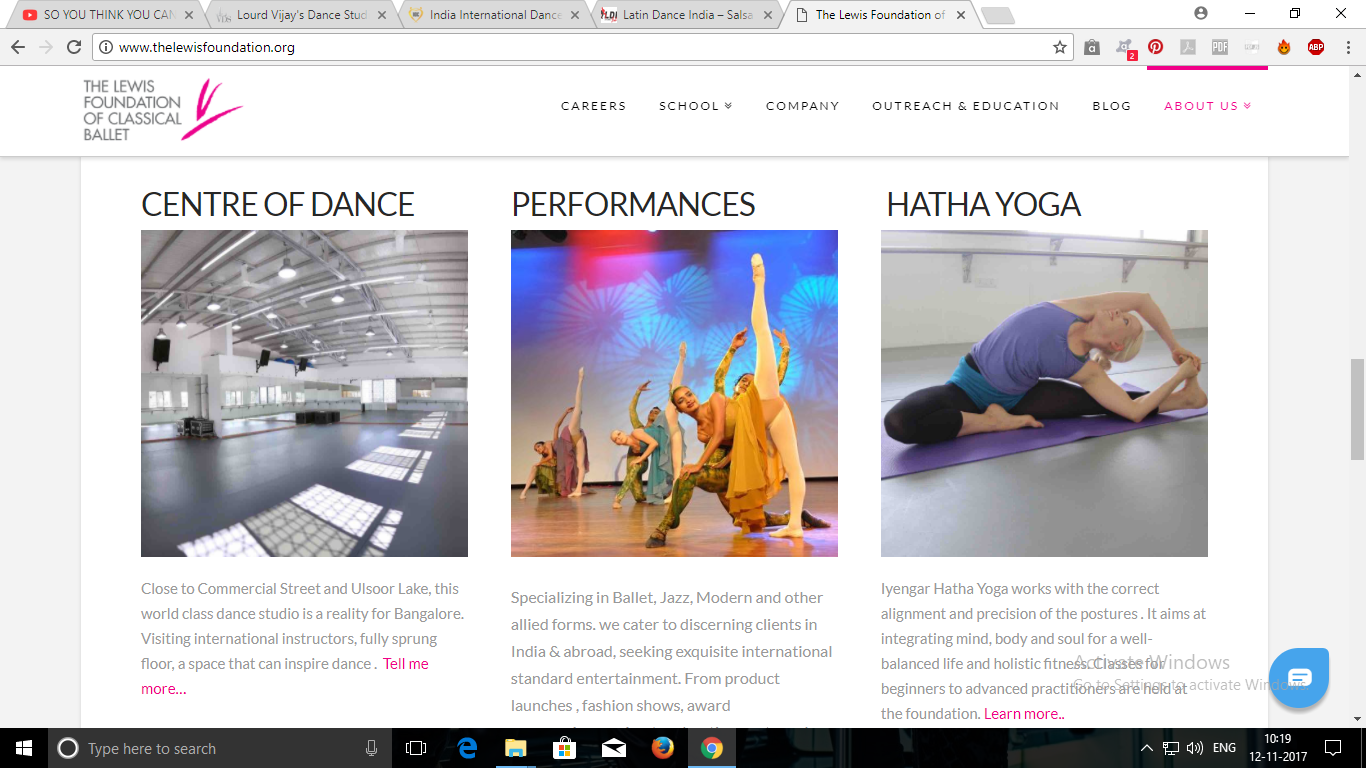 SO YOU THINK YOU CAN
Lourd Vijay's Dance Stud
India International Dance
LDI Latin Dance India – Salsa
The Lewis Foundation of
www.thelewisfoundation.org
2
PDF
ABP
THE LEWIS
FOUNDATION
OF CLASSICAL
BALLET
CAREERS
SCHOOL
COMPANY
OUTREACH & EDUCATION
BLOG
ABOUT US
CENTRE OF DANCE
Close to Commercial Street and Ulsoor Lake, this
world class dance studio is a reality for Bangalore.
Visiting international instructors, fully sprung
floor, a space that can inspire dance . Tell me
more…
PERFORMANCES
Specializing in Ballet, Jazz, Modern and other
allied forms. we cater to discerning clients in
India & abroad, seeking exquisite international
standard entertainment. From product
launches , fashion shows, award
HATHA YOGA
Iyengar Hatha Yoga works with the correct
alignment and precision of the postures . It aims at
integrating mind, body and soul for a well-
balanced life and holistic fitness. Classes for
beginners to advanced practitioners are held at
the foundation. Learn more..
Activate Windows
Go to Settings to activate Windows.
Type here to search
ENG
10:19
12-11-2017